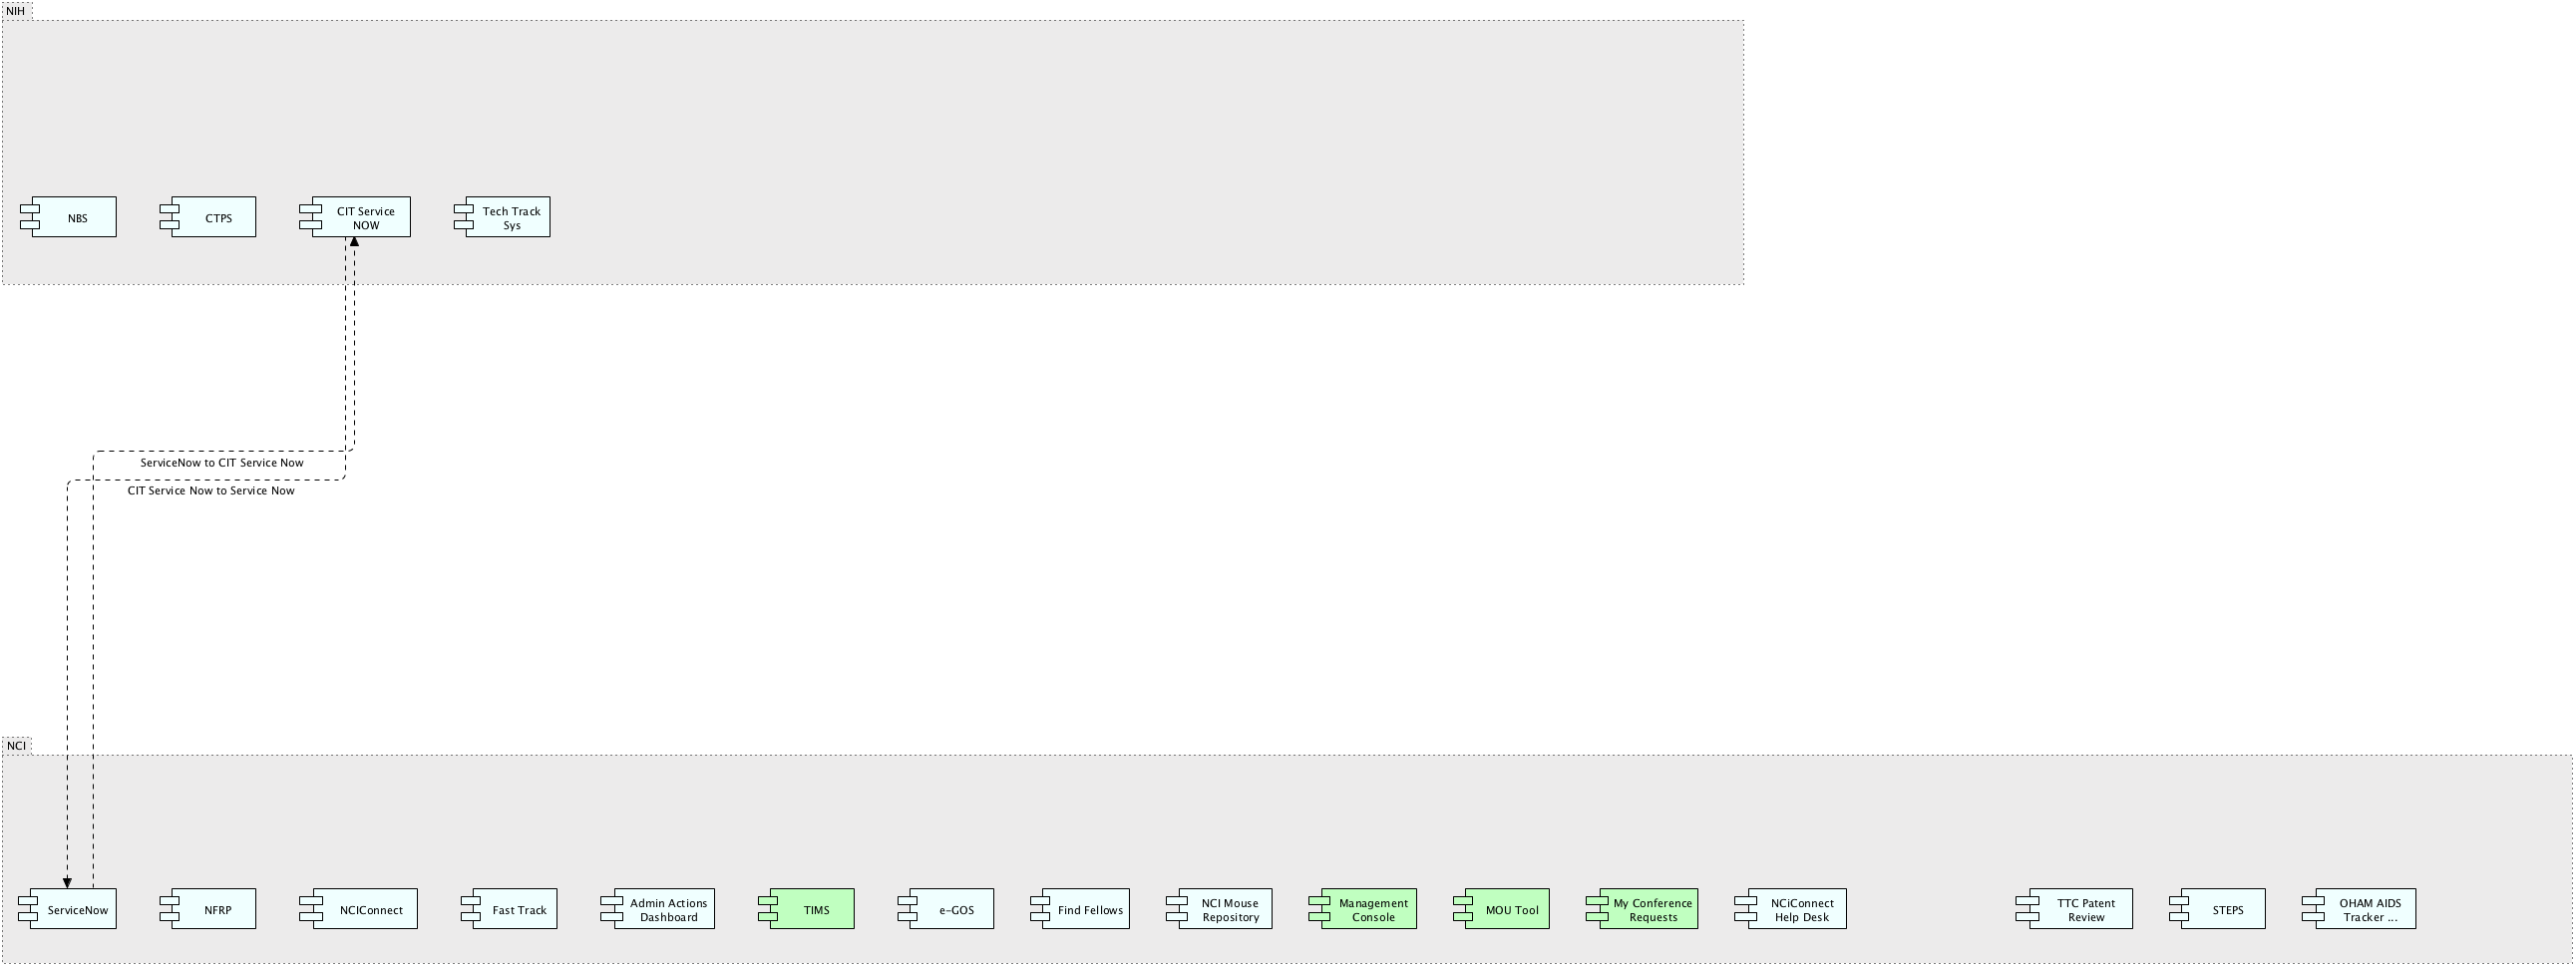 NIH
NBS
CTPS
CIT Service
NOW
Tech Track
Sys
ServiceNow to CIT Service Now
CIT Service Now to Service Now
NCI
ServiceNow
NFRP
NCIConnect
Fast Track
Admin Actions
Dashboard
TIMS
e-GOS
Find Fellows
NCI Mouse
Repository
Management
Console
MOU Tool
My Conference
Requests
NCiConnect
Help Desk
TTC Patent
Review
STEPS
OHAM AIDS
Tracker ...